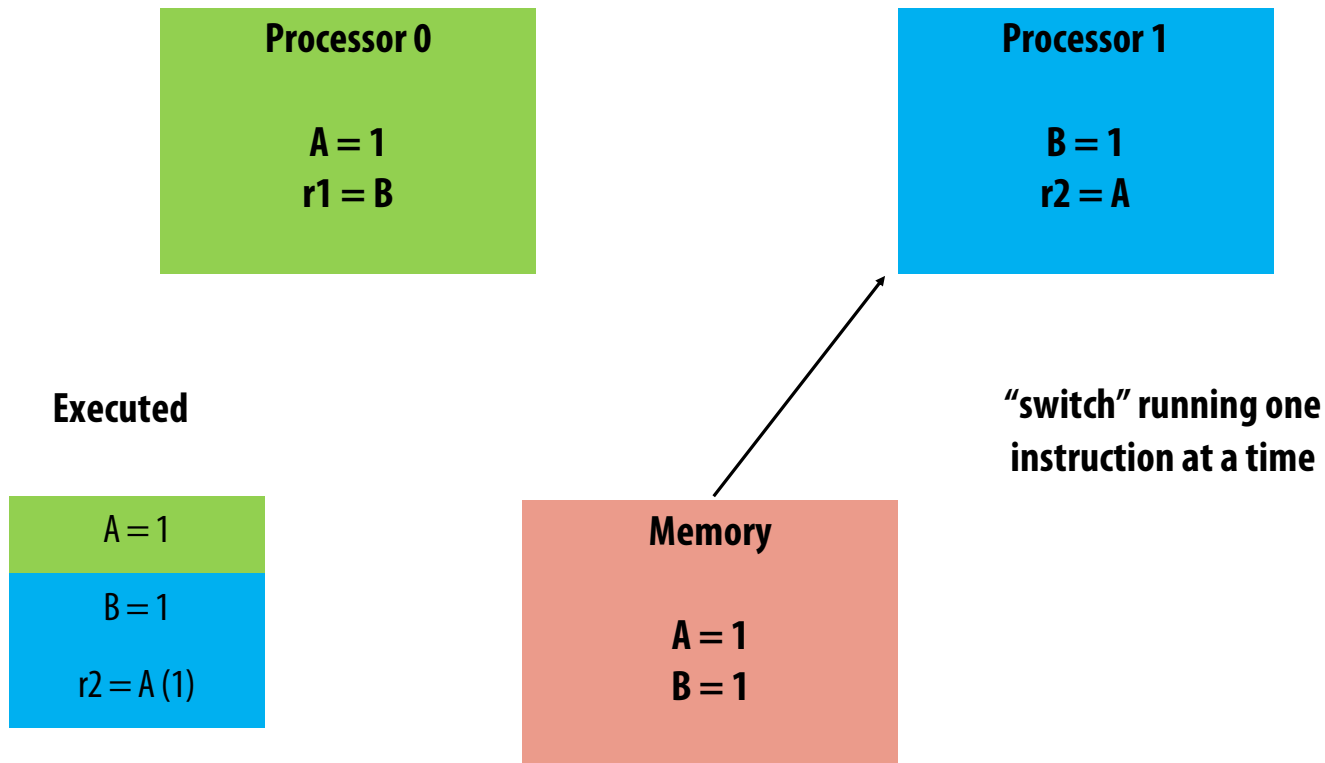 Processor 0
A = 1
r1 = B
Processor 1
B = 1
r2 = A
Executed
A = 1
B = 1
r2 = A (1)
Memory
A = 1
B = 1
“switch” running one
instruction at a time